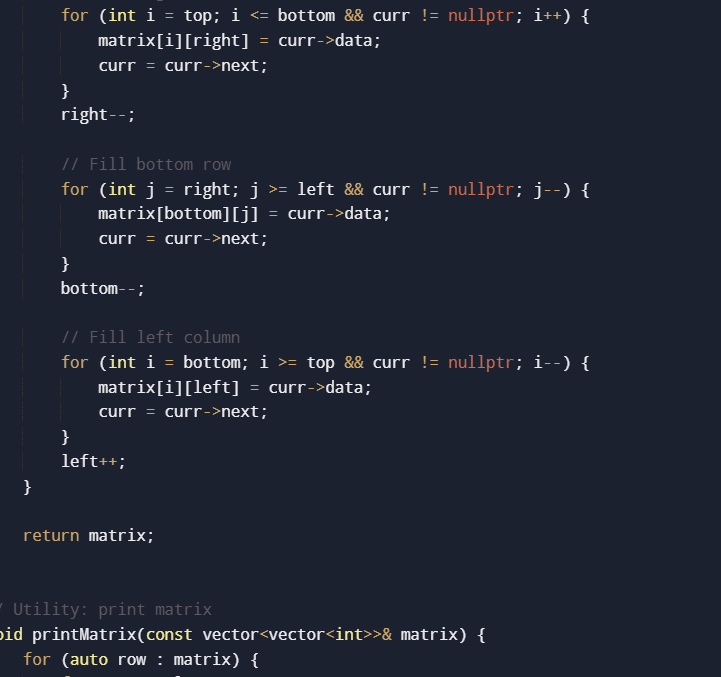 for (int i = top; i <= bottom && curr != nullptr; i++) {
matrix[i][right] = curr->data;
curr = curr->next;
}
right--;
// Fill bottom row
for (int j = right; j >= left && curr != nullptr; j--) {
matrix[bottom][j] = curr->data;
curr = curr->next;
}
bottom--;
// Fill left column
for (int i = bottom; i >= top && curr != nullptr; i--) {
matrix[i][left] = curr->data;
curr = curr->next;
}
left++;
}
return matrix;
/ Utility: print matrix
oid printMatrix(const vector<vector<int>>& matrix) {
for (auto row : matrix) {